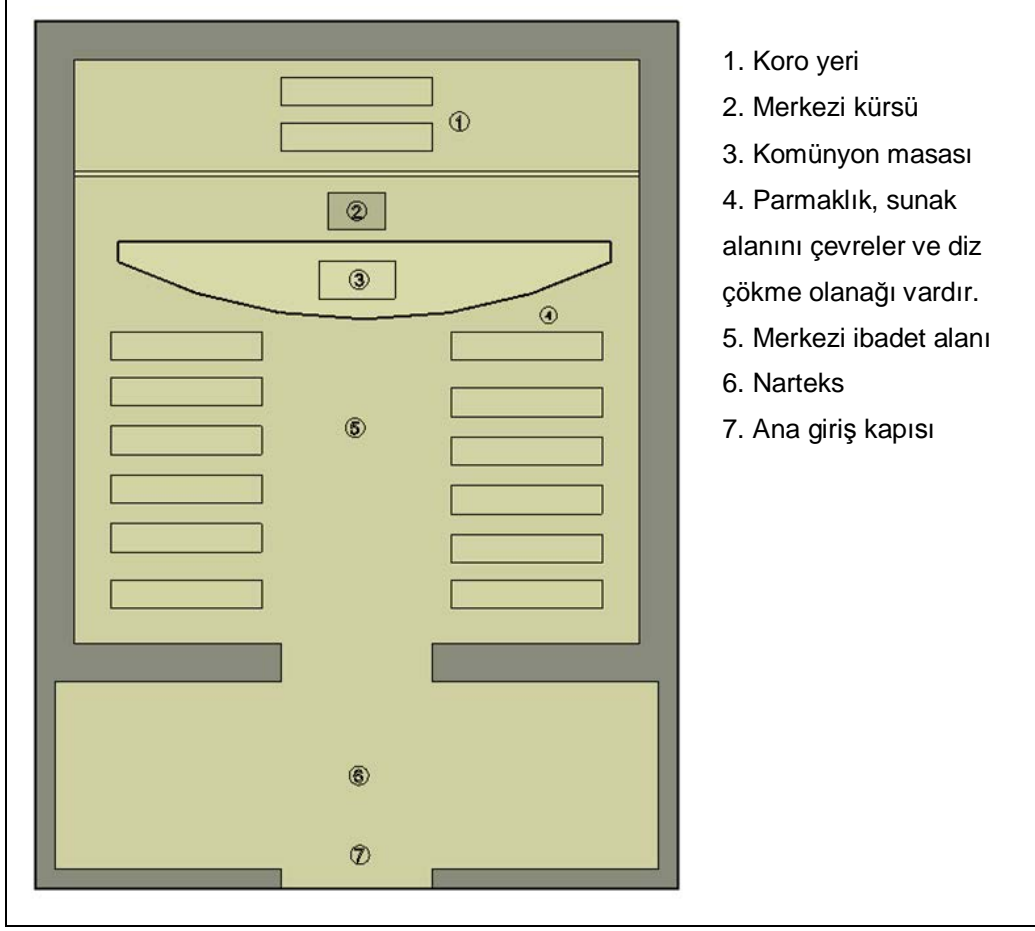 1. Koro yeri
2. Merkezi kürsü
3. Komünyon masası
4. Parmaklık, sunak
alanını çevreler ve diz
çökme olanağı vardır.
5. Merkezi ibadet alanı
6. Narteks
7. Ana giriş kapısı
①
②
③
④
⑤
⑥
⑦